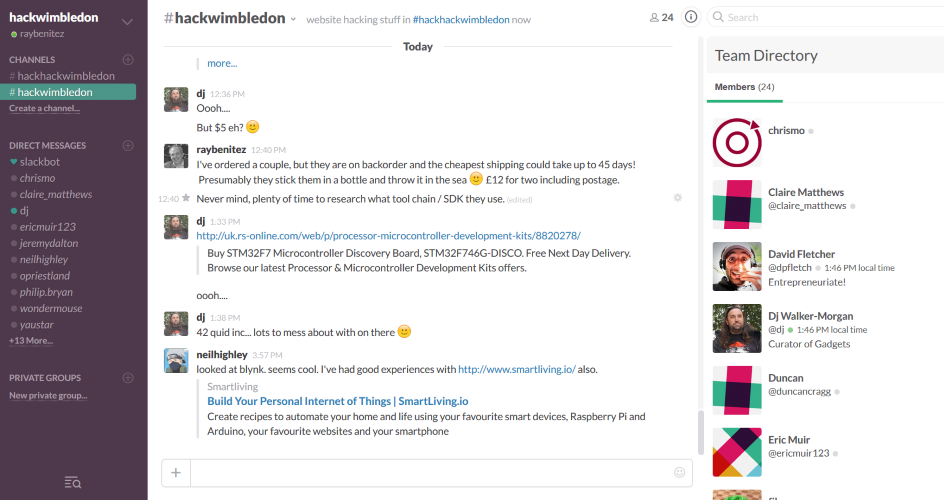 hackwimbledon
raybenitez
CHANNELS
# hackhackwimbledon
# hackwimbledon
Create a channel...
DIRECT MESSAGES
slackbot
chrismo
claire_matthews
dj
ericmuir123
jeremydalton
neilhighley
opriestland
philip.bryan
wondermouse
yaustar
+13 More...
PRIVATE GROUPS
New private group...
#hackwimbledon
website hacking stuff in #hackhackwimbledon now
24
Search
Today
more...
dj 12:36 PM
Oooh....
But $5 eh?
raybenitez 12:40 PM
I've ordered a couple, but they are on backorder and the cheapest shipping could take up to 45 days!
Presumably they stick them in a bottle and throw it in the sea £12 for two including postage.
12:40 Never mind, plenty of time to research what tool chain / SDK they use. (edited)
dj 1:33 PM
http://uk.rs-online.com/web/p/processor-microcontroller-development-kits/8820278/
Buy STM32F7 Microcontroller Discovery Board, STM32F746G-DISCO. Free Next Day Delivery.
Browse our latest Processor & Microcontroller Development Kits offers.
oooh....
dj 1:38 PM
42 quid inc... lots to mess about with on there
neilhighley 3:57 PM
looked at blynk. seems cool. I've had good experiences with http://www.smartliving.io/ also.
Smartliving
Build Your Personal Internet of Things | SmartLiving.io
Create recipes to automate your home and life using your favourite smart devices, Raspberry Pi and
Arduino, your favourite websites and your smartphone
Team Directory
Members (24)
chrismo
Claire Matthews
@claire_matthews
David Fletcher
@dpfletch 1:46 PM local time
Entrepreneuriate!
Dj Walker-Morgan
@dj 1:46 PM local time
Curator of Gadgets
Duncan
@duncancragg
Eric Muir
@ericmuir123